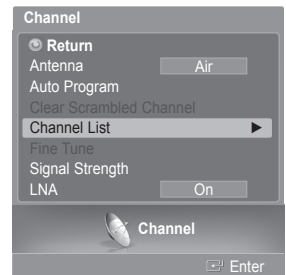 Channel
Return
Antenna Air
Auto Program
Clear Scrambled Channel
Channel List ►
Fine Tune
Signal Strength
LNA On
Channel
Enter